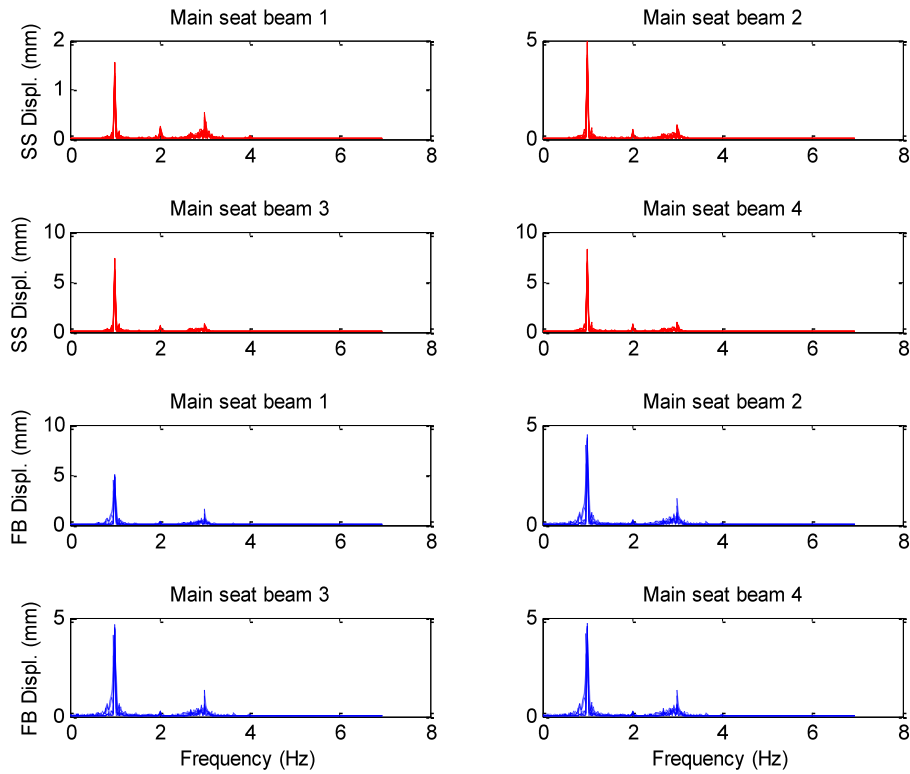 Main seat beam 1
SS Displ. (mm)
2
1
0
0 2 4 6 8
Main seat beam 2
5
0
0 2 4 6 8
Main seat beam 3
SS Displ. (mm)
10
5
0
0 2 4 6 8
Main seat beam 4
10
5
0
0 2 4 6 8
Main seat beam 1
FB Displ. (mm)
10
5
0
0 2 4 6 8
Main seat beam 2
5
0
0 2 4 6 8
Main seat beam 3
FB Displ. (mm)
5
0
0 2 4 6 8
Frequency (Hz)
Main seat beam 4
5
0
0 2 4 6 8
Frequency (Hz)